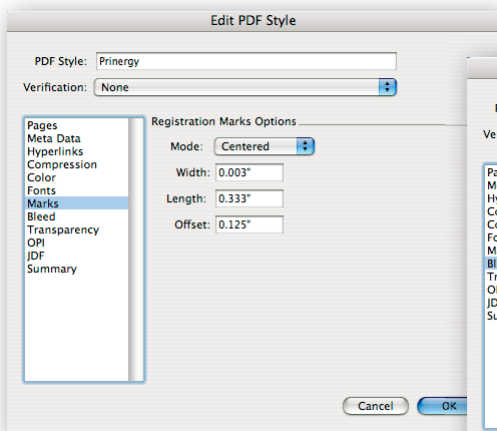 Edit PDF Style
PDF Style: Prinergy
Verification: None
Pages
Meta Data
Hyperlinks
Compression
Color
Fonts
Marks
Bleed
Transparency
OPI
JDF
Summary
Registration Marks Options
Mode: Centered
Width: 0.003"
Length: 0.333"
Offset: 0.125"
Cancel
OK